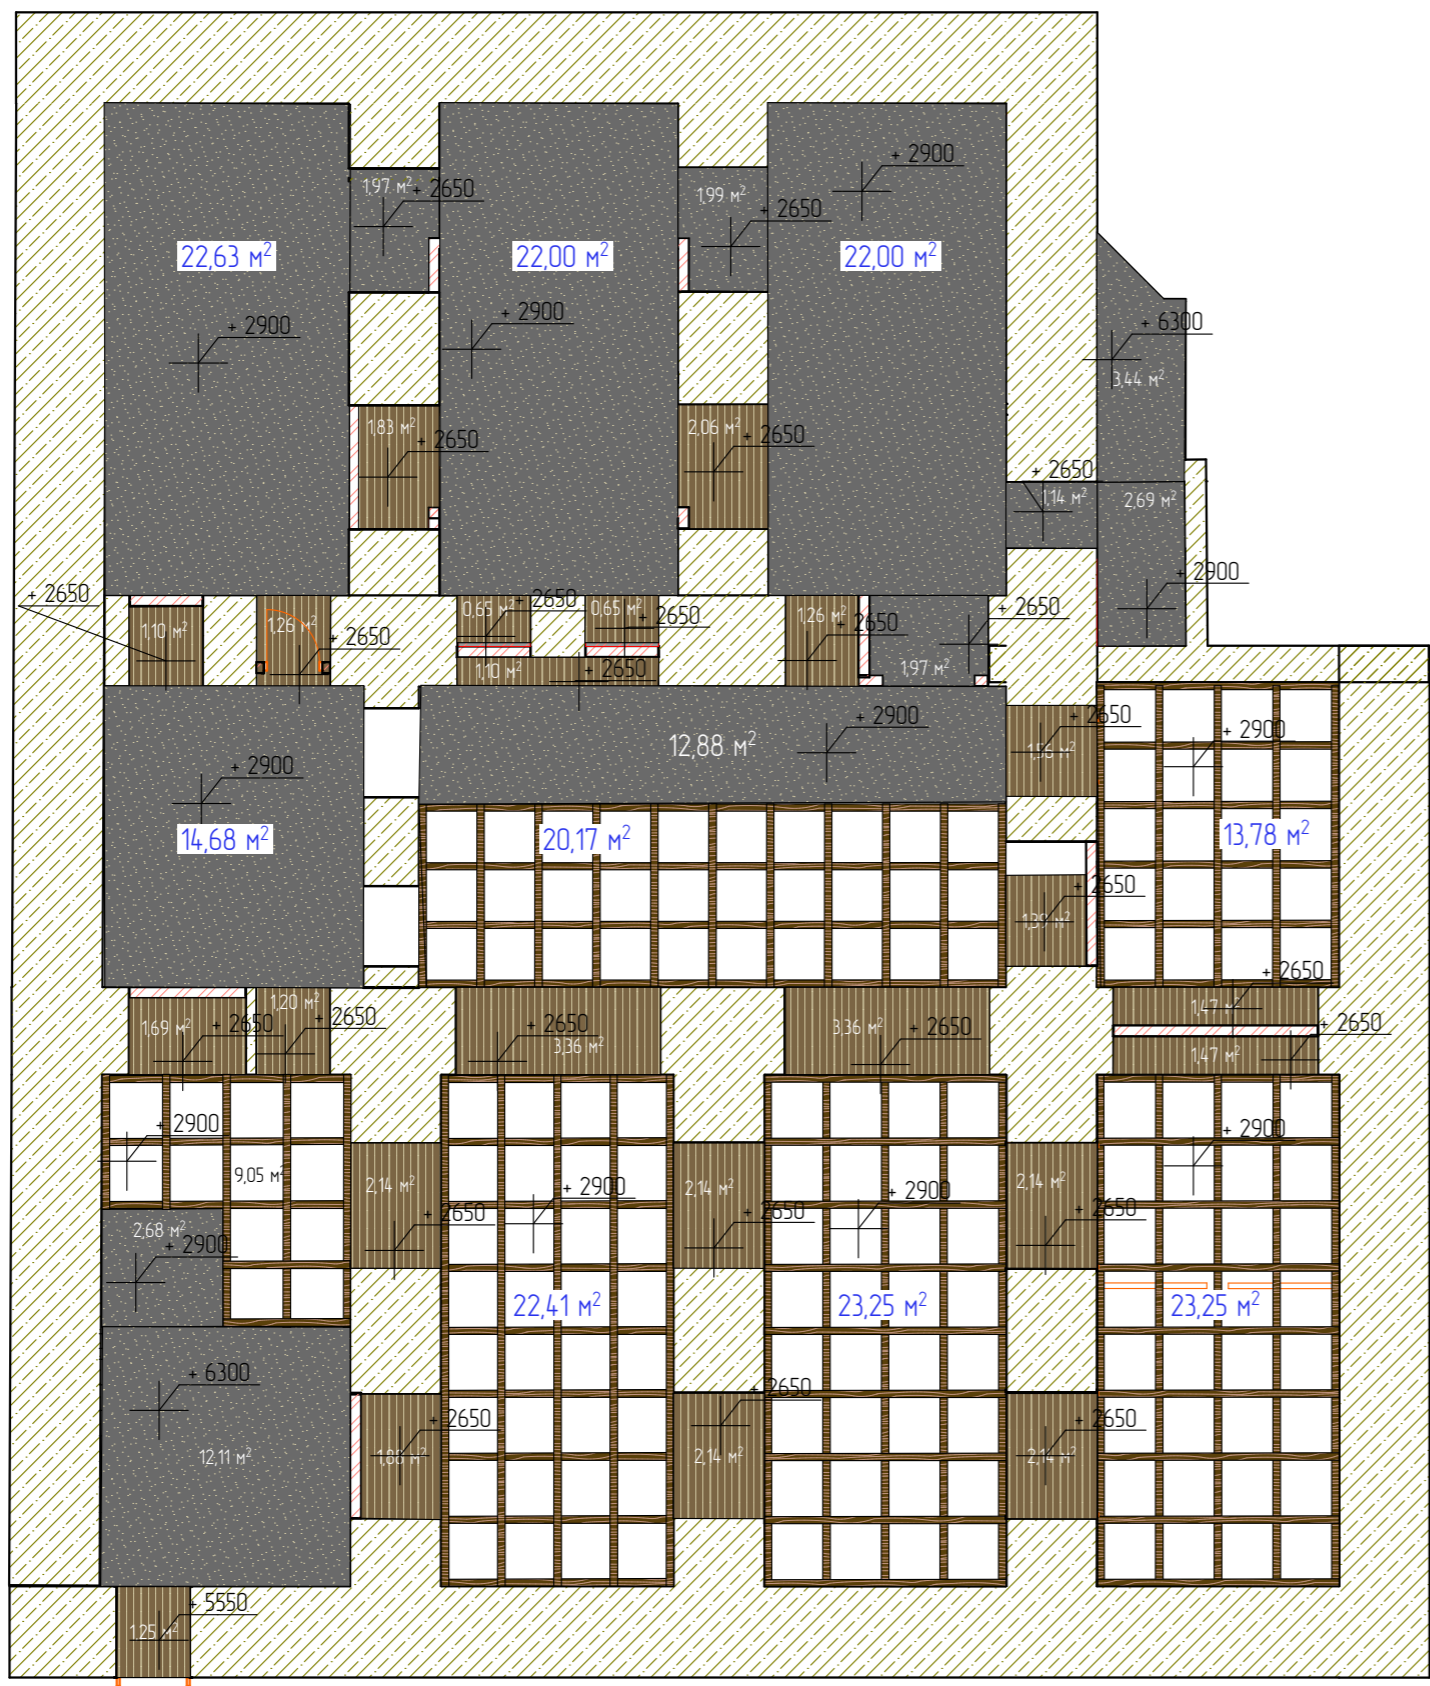 + 2900
1,97 м²
+ 2650
1,99 м²
+ 2650
22,63 м²
22,00 м²
22,00 м²
+ 2900
+ 2900
+ 6300
3,44 м²
1,83 м²
+ 2650
2,06 м²
+ 2650
+ 2650
1,14 м²
2,69 м²
+ 2900
+ 2650
1,10 м²
1,26 м²
+ 2650
0,65 м²
+ 2650
0,65 м²
+ 2650
1,10 м²
+ 2650
1,26 м²
+ 2650
+ 2650
1,97 м²
+ 2900
12,88 м²
+ 2900
+ 2650
1,36 м²
+ 2900
14,68 м²
20,17 м²
13,78 м²
+ 2650
1,39 м²
+ 2650
1,69 м²
+ 2650
1,20 м²
+ 2650
+ 2650
3,36 м²
3,36 м²
+ 2650
1,47 м²
+ 2650
1,47 м²
+ 2900
9,05 м²
2,14 м²
+ 2650
+ 2900
2,14 м²
+ 2650
+ 2900
2,14 м²
+ 2650
+ 2900
2,68 м²
+ 2900
22,41 м²
23,25 м²
23,25 м²
+ 6300
12,11 м²
+ 2650
1,88 м²
+ 2650
2,14 м²
+ 2650
2,14 м²
+ 5550
1,25 м²